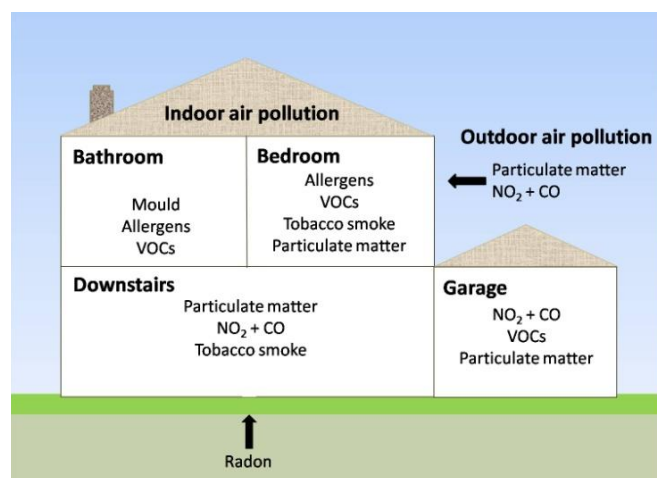 Indoor air pollution
Outdoor air pollution
Particulate matter
NO₂ + CO
Bathroom
Mould
Allergens
VOCs
Bedroom
Allergens
VOCs
Tobacco smoke
Particulate matter
Downstairs
Particulate matter
NO₂ + CO
Tobacco smoke
Garage
NO₂ + CO
VOCs
Particulate matter
Radon